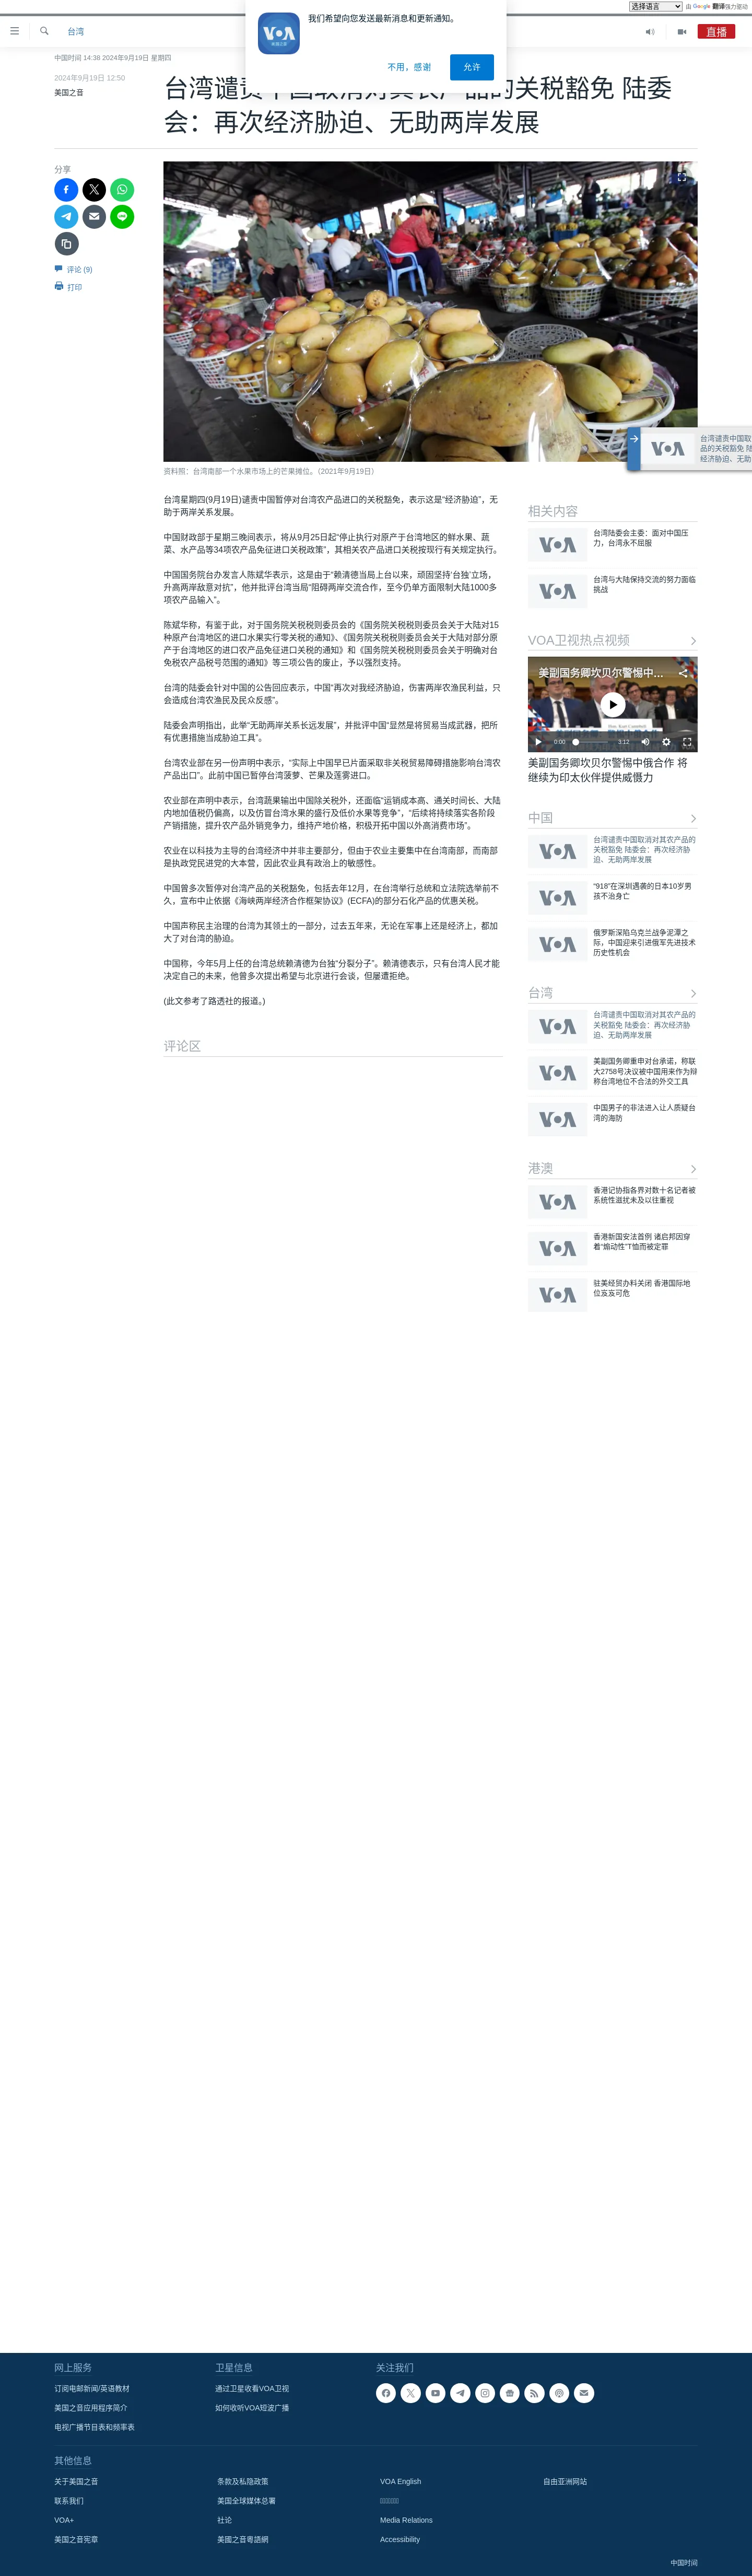 选择语言
由 Google 翻译强力驱动
我们希望向您发送最新消息和更新通知。
VOA
美国之音
不用，感谢
允许
台湾
直播
中国时间 14:38 2024年9月19日 星期四
2024年9月19日 12:50
美国之音
台湾谴责中国取消对其农产品的关税豁免 陆委
会：再次经济胁迫、无助两岸发展
分享
评论 (9)
打印
资料照：台湾南部一个水果市场上的芒果摊位。（2021年9月19日）
台湾谴责中国取
品的关税豁免 陆
经济胁迫、无助
VOA
台湾星期四(9月19日)谴责中国暂停对台湾农产品进口的关税豁免，表示这是“经济胁迫”，无
助于两岸关系发展。
中国财政部于星期三晚间表示，将从9月25日起“停止执行对原产于台湾地区的鲜水果、蔬
菜、水产品等34项农产品免征进口关税政策”，其相关农产品进口关税按现行有关规定执行。
中国国务院台办发言人陈斌华表示，这是由于“赖清德当局上台以来，顽固坚持‘台独’立场，
升高两岸敌意对抗”，他并批评台湾当局“阻碍两岸交流合作，至今仍单方面限制大陆1000多
项农产品输入”。
陈斌华称，有鉴于此，对于国务院关税税则委员会的《国务院关税税则委员会关于大陆对15
种原产台湾地区的进口水果实行零关税的通知》、《国务院关税税则委员会关于大陆对部分原
产于台湾地区的进口农产品免征进口关税的通知》和《国务院关税税则委员会关于明确对台
免税农产品税号范围的通知》等三项公告的废止，予以强烈支持。
台湾的陆委会针对中国的公告回应表示，中国“再次对我经济胁迫，伤害两岸农渔民利益，只
会造成台湾农渔民及民众反感”。
陆委会声明指出，此举“无助两岸关系长远发展”，并批评中国“显然是将贸易当成武器，把所
有优惠措施当成胁迫工具”。
台湾农业部在另一份声明中表示，“实际上中国早已片面采取非关税贸易障碍措施影响台湾农
产品出口”。此前中国已暂停台湾菠萝、芒果及莲雾进口。
农业部在声明中表示，台湾蔬果输出中国除关税外，还面临“运销成本高、通关时间长、大陆
内地加值税仍偏高，以及仿冒台湾水果的盛行及低价水果等竞争”，“后续将持续落实各阶段
产销措施，提升农产品外销竞争力，维持产地价格，积极开拓中国以外高消费市场”。
农业在以科技为主导的台湾经济中并非主要部分，但由于农业主要集中在台湾南部，而南部
是执政党民进党的大本营，因此农业具有政治上的敏感性。
中国曾多次暂停对台湾产品的关税豁免，包括去年12月，在台湾举行总统和立法院选举前不
久，宣布中止依据《海峡两岸经济合作框架协议》(ECFA)的部分石化产品的优惠关税。
中国声称民主治理的台湾为其领土的一部分，过去五年来，无论在军事上还是经济上，都加
大了对台湾的胁迫。
中国称，今年5月上任的台湾总统赖清德为台独“分裂分子”。赖清德表示，只有台湾人民才能
决定自己的未来，他曾多次提出希望与北京进行会谈，但屡遭拒绝。
(此文参考了路透社的报道。)
评论区
相关内容
VOA
台湾陆委会主委：面对中国压
力，台湾永不屈服
VOA
台湾与大陆保持交流的努力面临
挑战
VOA卫视热点视频
美副国务卿坎贝尔警惕中...
0:00
3:12
美副国务卿坎贝尔警惕中俄合作 将
继续为印太伙伴提供威慑力
中国
VOA
台湾谴责中国取消对其农产品的
关税豁免 陆委会：再次经济胁
迫、无助两岸发展
VOA
“918”在深圳遇袭的日本10岁男
孩不治身亡
VOA
俄罗斯深陷乌克兰战争泥潭之
际，中国迎来引进俄军先进技术
历史性机会
台湾
VOA
台湾谴责中国取消对其农产品的
关税豁免 陆委会：再次经济胁
迫、无助两岸发展
VOA
美副国务卿重申对台承诺，称联
大2758号决议被中国用来作为辩
称台湾地位不合法的外交工具
VOA
中国男子的非法进入让人质疑台
湾的海防
港澳
VOA
香港记协指各界对数十名记者被
系统性滋扰未及以往重视
VOA
香港新国安法首例 诸启邦因穿
着“煽动性”T恤而被定罪
VOA
驻美经贸办料关闭 香港国际地
位岌岌可危
网上服务
订阅电邮新闻/英语教材
美国之音应用程序简介
电视广播节目表和频率表
卫星信息
通过卫星收看VOA卫视
如何收听VOA短波广播
关注我们
其他信息
关于美国之音
条款及私隐政策
VOA English
自由亚洲网站
联系我们
美国全球媒体总署
VOA+
社论
Media Relations
美国之音宪章
美國之音粵語網
Accessibility
中国时间